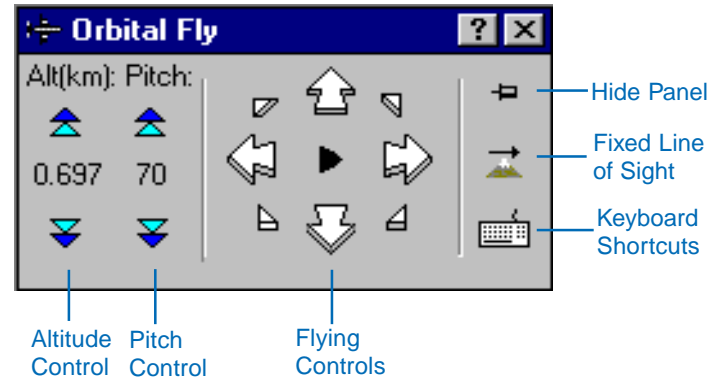 Orbital Fly ? ×
Alt(km): Pitch:
0.697 70
Hide Panel
Fixed Line
of Sight
Keyboard
Shortcuts
Altitude
Control
Pitch
Control
Flying
Controls